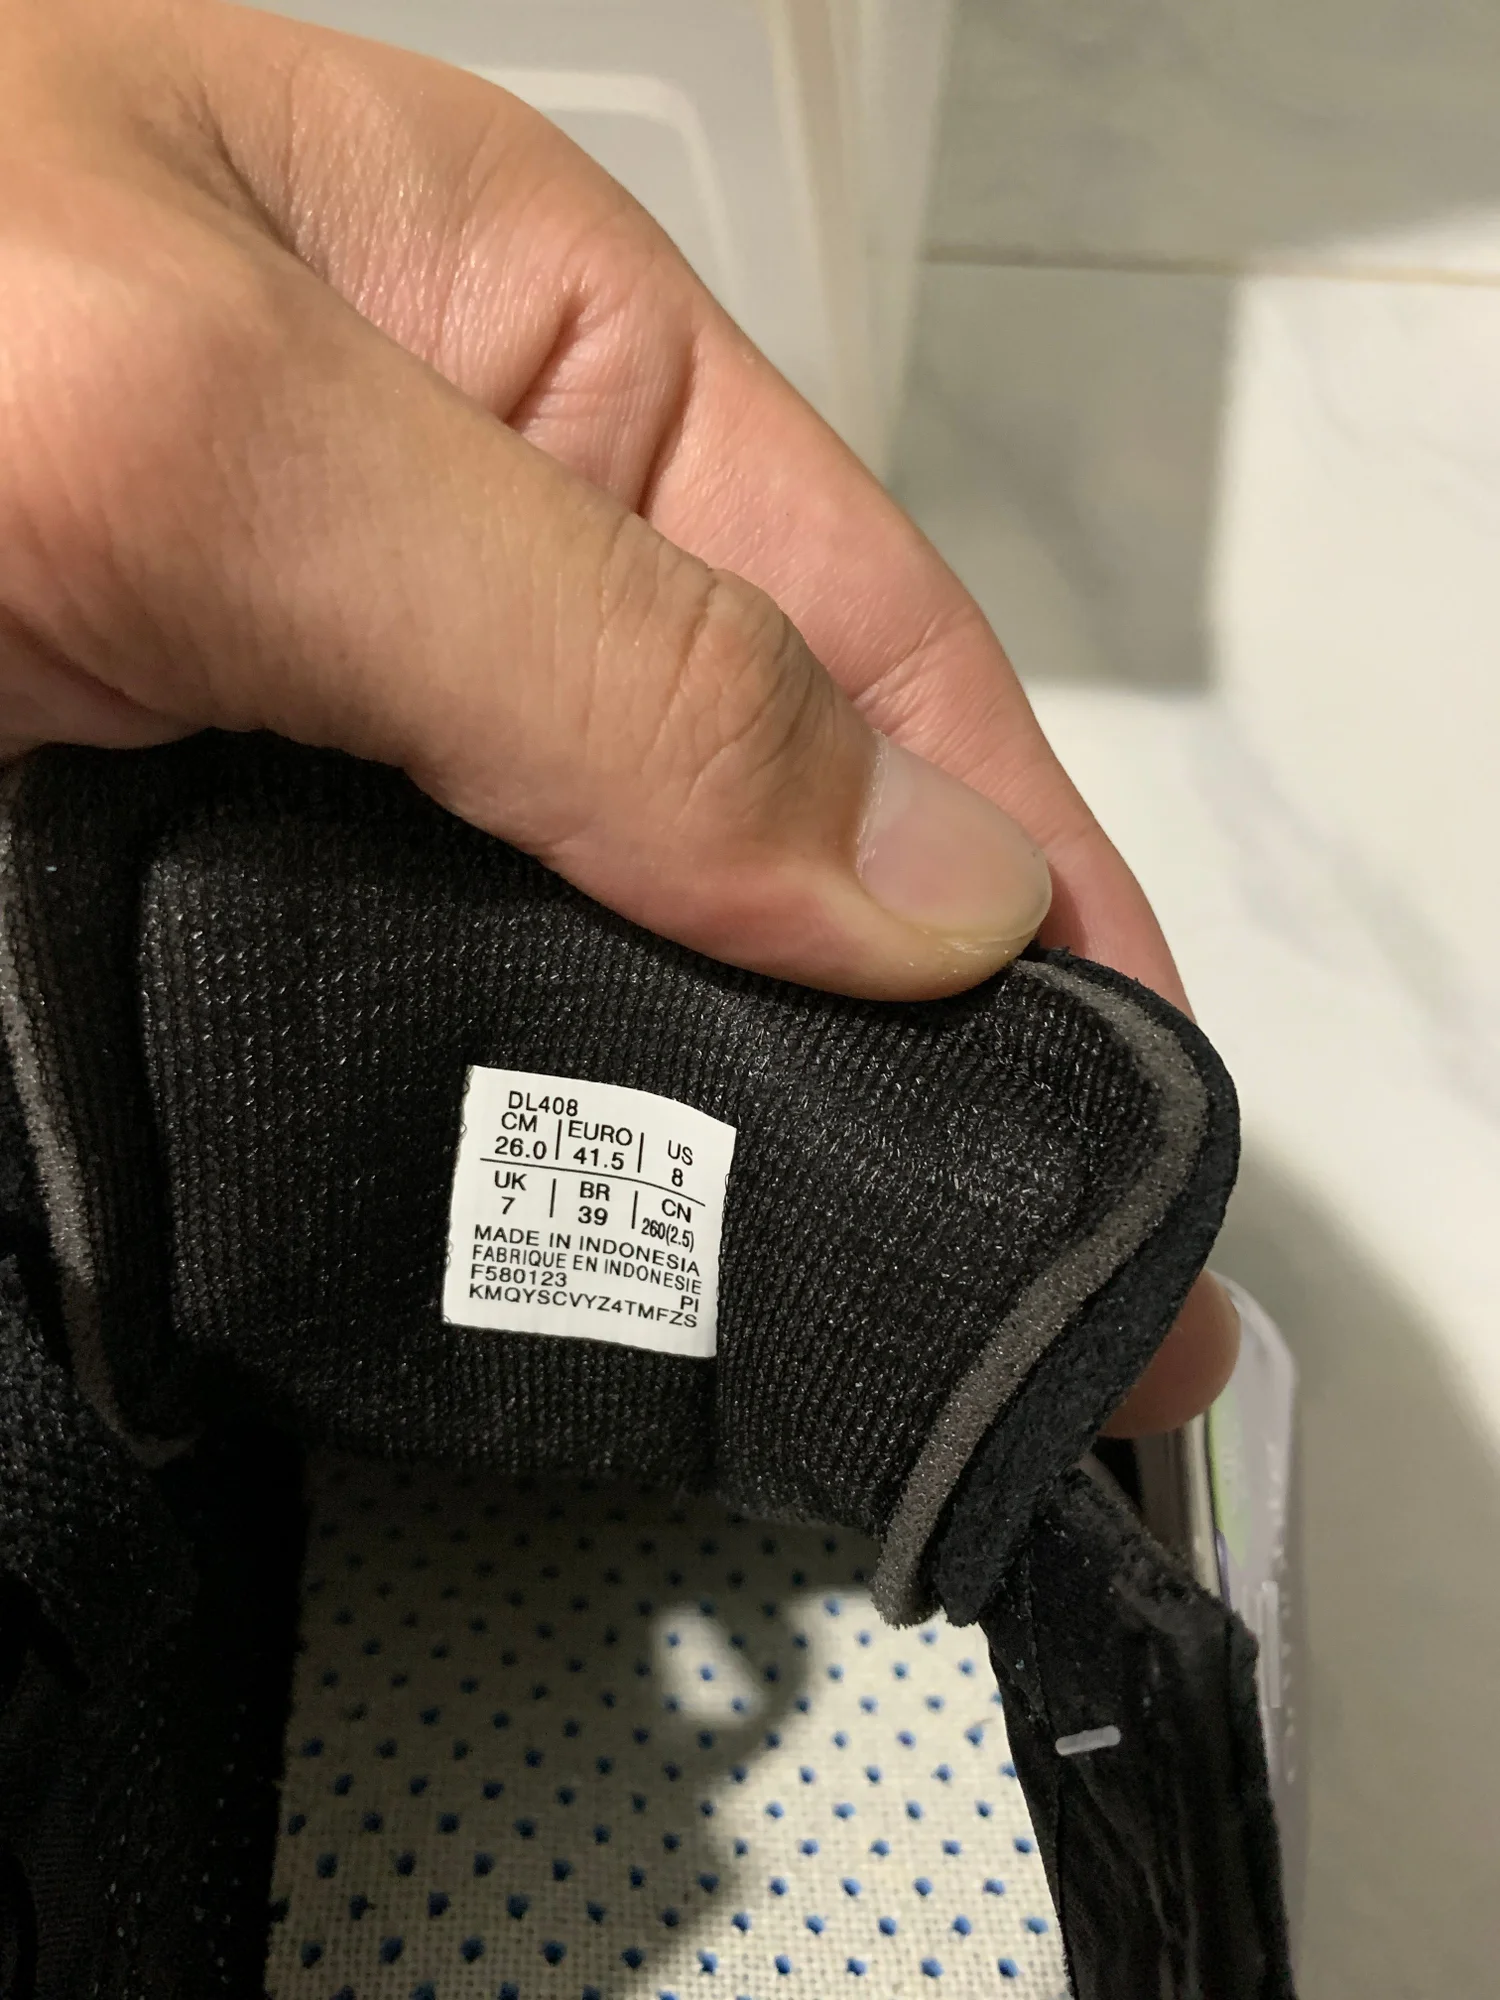 DL408
CM | EURO | US
26.0 | 41.5 | 8
UK | BR | CN
7 | 39 | 260(2.5)
MADE IN INDONESIA
FABRIQUE EN INDONESIE
F580123 PI
KMQYSCVYZ4TMFZS